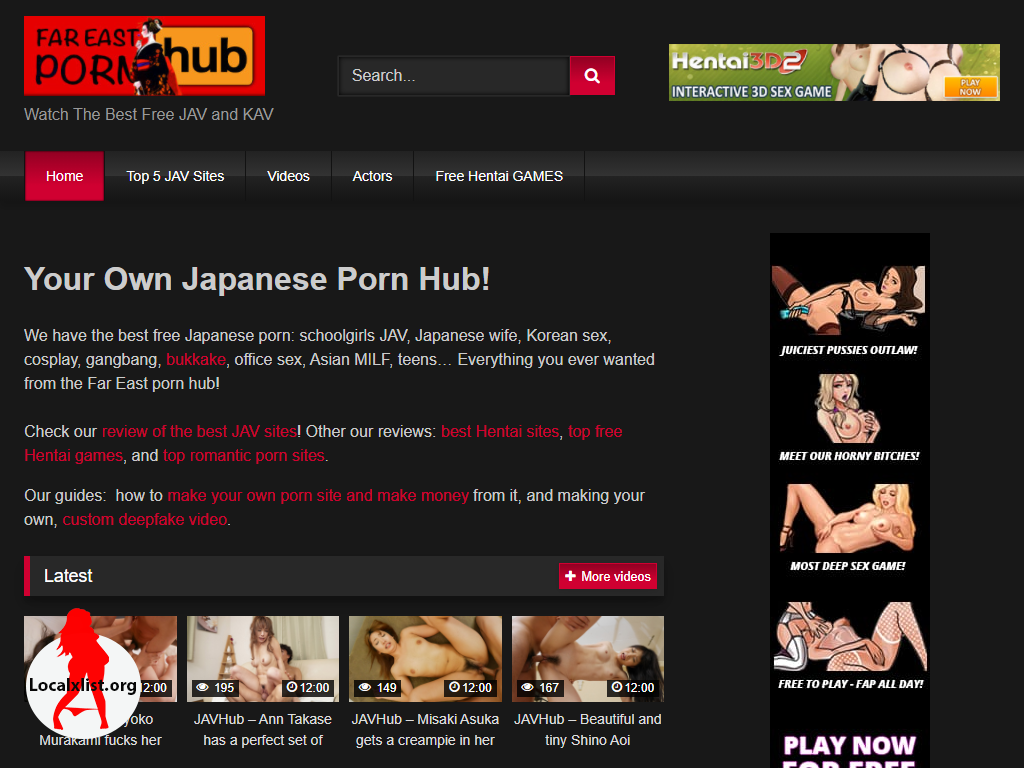 FAR EAST
PORN hub
Watch The Best Free JAV and KAV
Search...
Hentai3D2
INTERACTIVE 3D SEX GAME
PLAY
NOW
Home
Top 5 JAV Sites
Videos
Actors
Free Hentai GAMES
Your Own Japanese Porn Hub!
We have the best free Japanese porn: schoolgirls JAV, Japanese wife, Korean sex,
cosplay, gangbang, bukkake, office sex, Asian MILF, teens… Everything you ever wanted
from the Far East porn hub!
Check our review of the best JAV sites! Other our reviews: best Hentai sites, top free
Hentai games, and top romantic porn sites.
Our guides:  how to make your own porn site and make money from it, and making your
own, custom deepfake video.
Latest
More videos
12:00
195
12:00
149
12:00
167
12:00
Localxlist.org
yoko
Murakami fucks her
JAVHub – Ann Takase
has a perfect set of
JAVHub – Misaki Asuka
gets a creampie in her
JAVHub – Beautiful and
tiny Shino Aoi
JUICIEST PUSSIES OUTLAW!
MEET OUR HORNY BITCHES!
MOST DEEP SEX GAME!
FREE TO PLAY - FAP ALL DAY!
PLAY NOW
FOR FREE